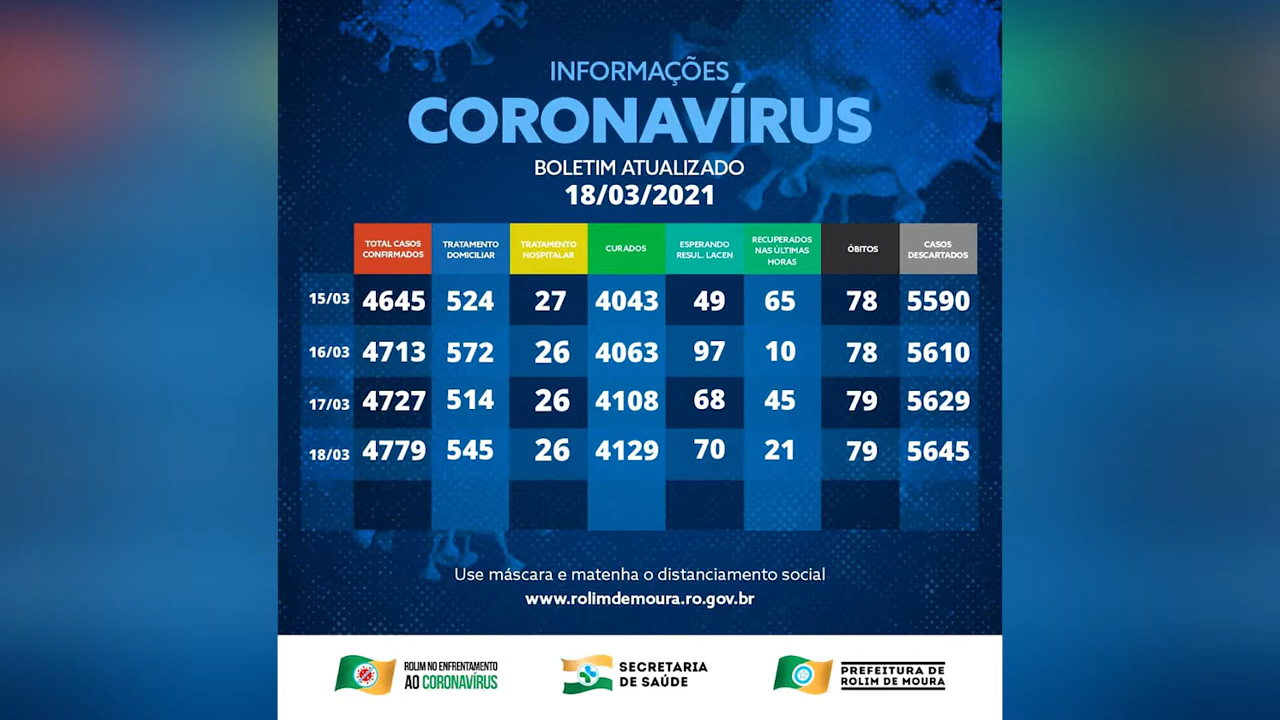 INFORMAÇÕES
CORONAVÍRUS
BOLETIM ATUALIZADO
18/03/2021
TOTAL CASOS CONFIRMADOS TRATAMENTO DOMICILIAR TRATAMENTO HOSPITALAR CURADOS ESPERANDO RESUL. LACEN RECUPERADOS NAS ÚLTIMAS HORAS ÓBITOS CASOS DESCARTADOS
15/03 4645 524 27 4043 49 65 78 5590
16/03 4713 572 26 4063 97 10 78 5610
17/03 4727 514 26 4108 68 45 79 5629
18/03 4779 545 26 4129 70 21 79 5645
Use máscara e matenha o distanciamento social
www.rolimdemoura.ro.gov.br
ROLIM NO ENFRENTAMENTO
AO CORONAVÍRUS
SECRETARIA
DE SAÚDE
PREFEITURA DE
ROLIM DE MOURA